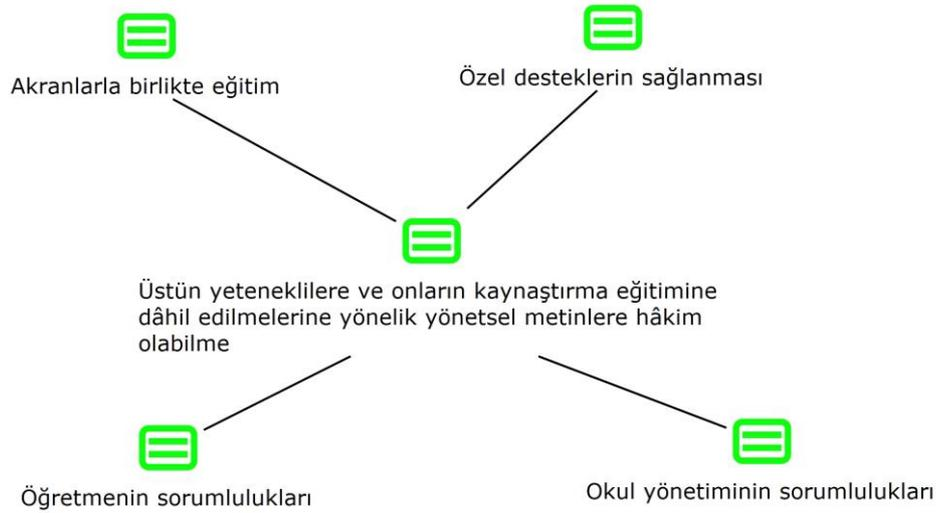 Akranlarla birlikte eğitim
Özel desteklerin sağlanması
Üstün yeteneklilere ve onların kaynaştırma eğitimine
dâhil edilmelerine yönelik yönetsel metinlere hâkim
olabilme
Öğretmenin sorumlulukları
Okul yönetiminin sorumlulukları